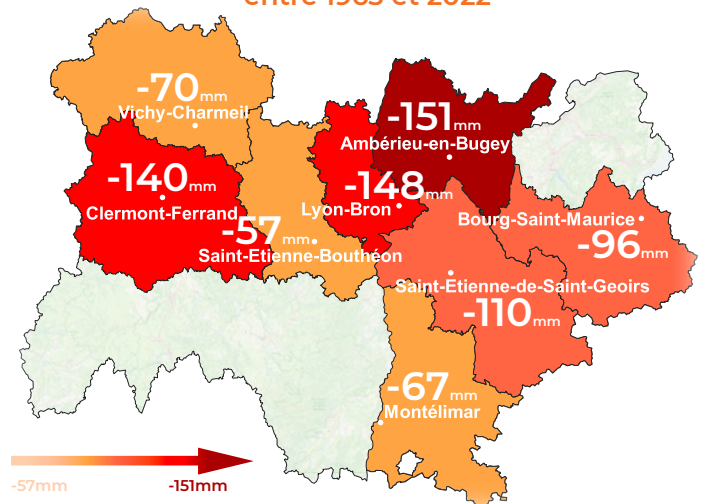 entre 1985 et 2022
-70mm
Vichy-Charmeil
-151mm
Ambérieu-en-Bugey
-140mm
Clermont-Ferrand
-148mm
Lyon-Bron
-57mm
Saint-Etienne-Bouthéon
Bourg-Saint-Maurice
-96mm
Saint-Étienne-de-Saint-Geoirs
-110mm
-67mm
Montélimar
-57mm
-151mm